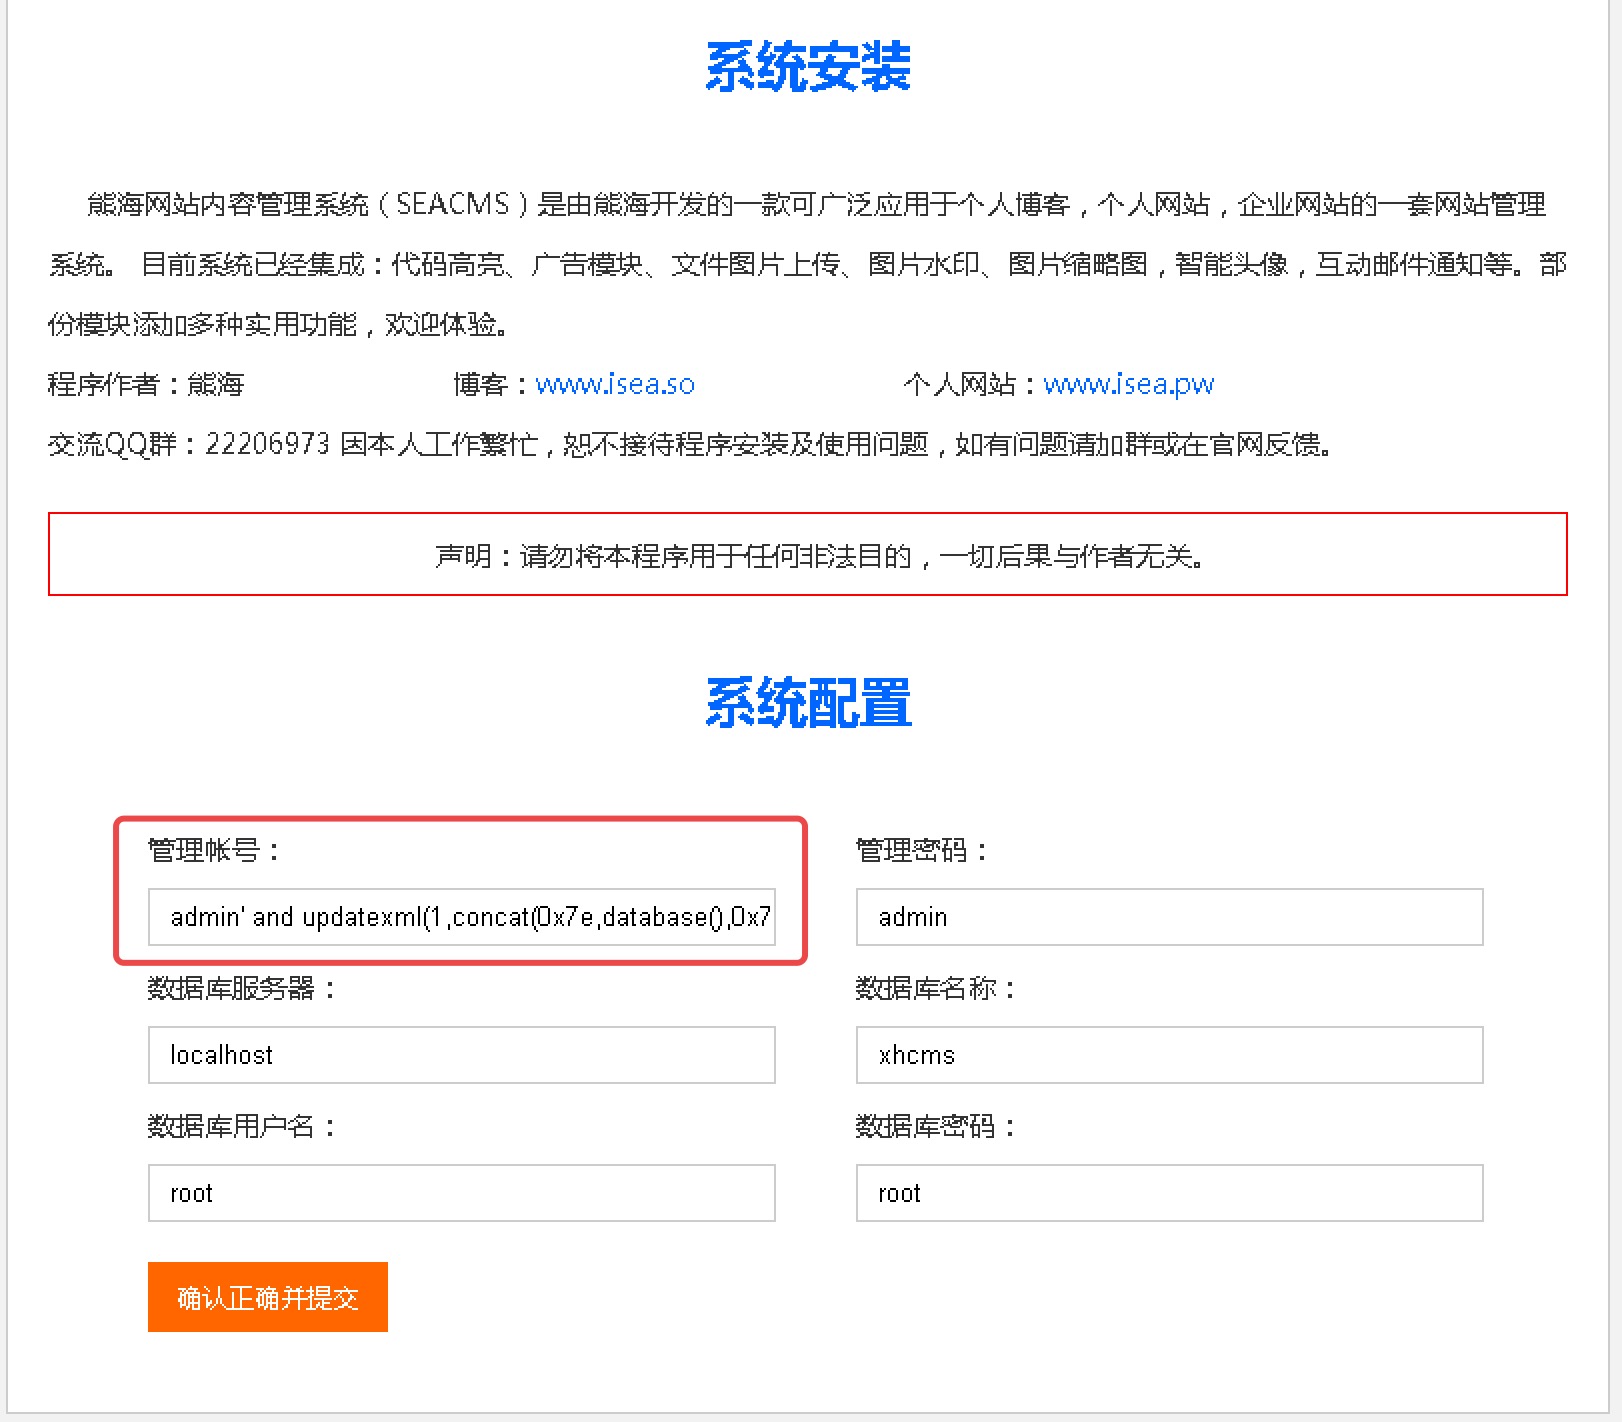 系统安装
熊海网站内容管理系统（SEACMS）是由熊海开发的一款可广泛应用于个人博客，个人网站，企业网站的一套网站管理
系统。 目前系统已经集成：代码高亮、广告模块、文件图片上传、图片水印、图片缩略图，智能头像，互动邮件通知等。部
份模块添加多种实用功能，欢迎体验。
程序作者：熊海 博客：www.isea.so 个人网站：www.isea.pw
交流QQ群：22206973 因本人工作繁忙，恕不接待程序安装及使用问题，如有问题请加群或在官网反馈。
声明：请勿将本程序用于任何非法目的，一切后果与作者无关。
系统配置
管理帐号： 管理密码：
admin' and updatexml(1,concat(0x7e,database(),0x7 admin
数据库服务器： 数据库名称：
localhost xhcms
数据库用户名： 数据库密码：
root root
确认正确并提交